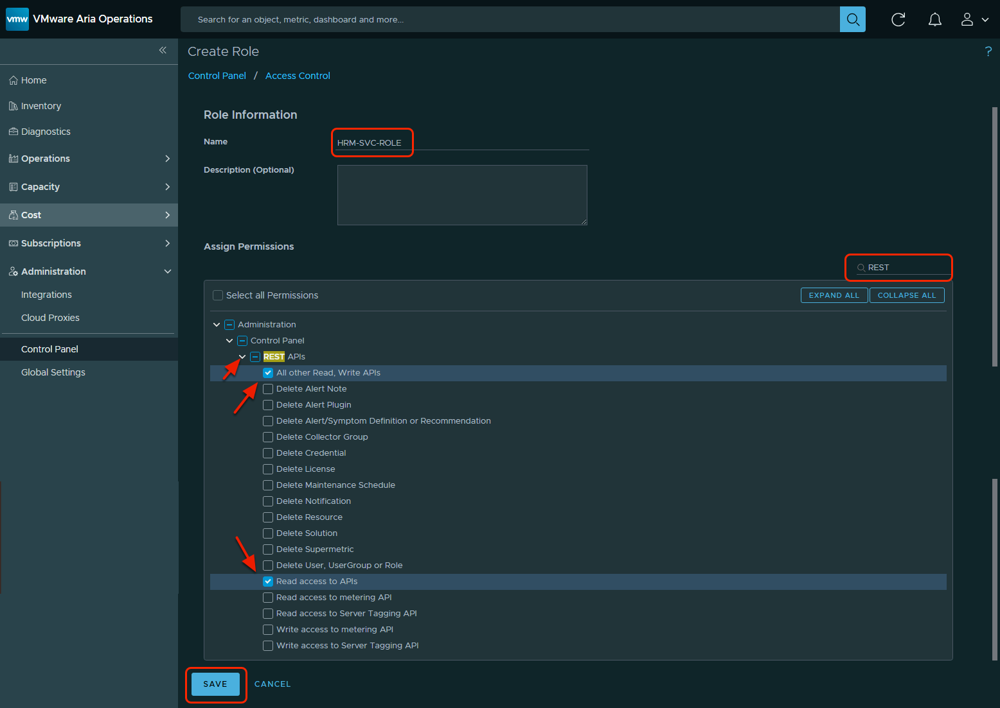 vmw VMware Aria Operations
Search for an object, metric, dashboard and more...
Create Role
?
Control Panel / Access Control
Home
Inventory
Diagnostics
Operations
Capacity
Cost
Subscriptions
Administration
Integrations
Cloud Proxies
Control Panel
Global Settings
Role Information
Name
HRM-SVC-ROLE
Description (Optional)
Assign Permissions
REST
Select all Permissions
EXPAND ALL
COLLAPSE ALL
Administration
Control Panel
REST APIs
All other Read, Write APIs
Delete Alert Note
Delete Alert Plugin
Delete Alert/Symptom Definition or Recommendation
Delete Collector Group
Delete Credential
Delete License
Delete Maintenance Schedule
Delete Notification
Delete Resource
Delete Solution
Delete Supermetric
Delete User, UserGroup or Role
Read access to APIs
Read access to metering API
Read access to Server Tagging API
Write access to metering API
Write access to Server Tagging API
SAVE
CANCEL